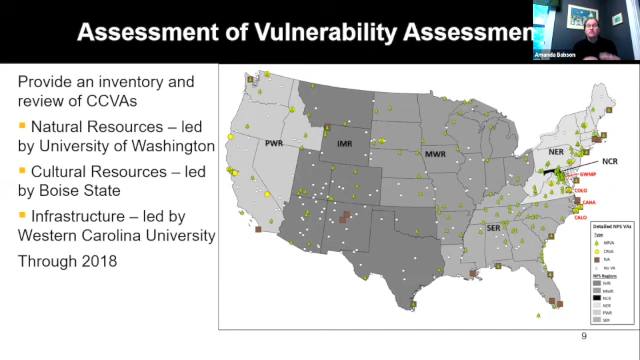 Assessment of Vulnerability Assessmen
Amanda Babson
Provide an inventory and
review of CCVAs
Natural Resources – led
by University of Washington
Cultural Resources – led
by Boise State
Infrastructure – led by
Western Carolina University
Through 2018
PWR
IMR
MWR
NER
NCR
SER
GWMP
COLO
CAHA
CALO
Detailed NPS VAs
Type
NRVA
CRVA
NA
No VA
NPS Regions
IMR
MWR
NCR
NER
PWR
SER
9